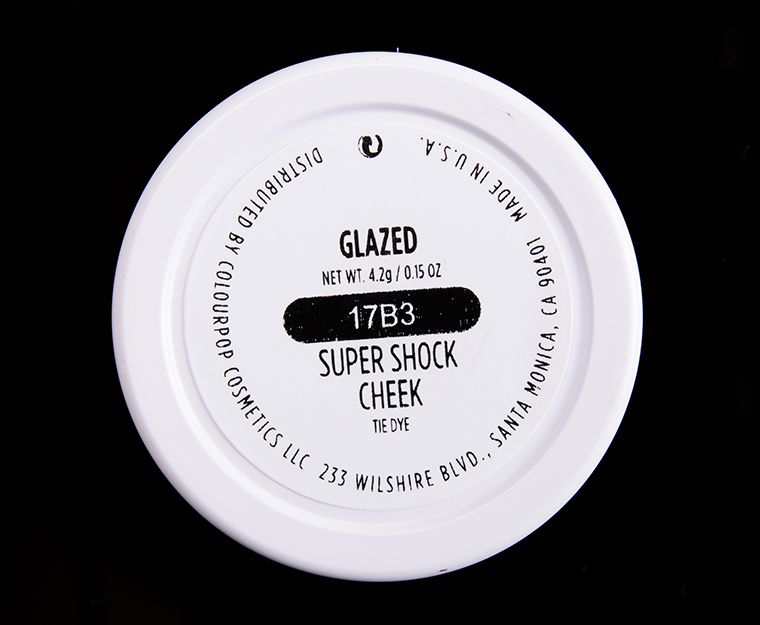 GLAZED
NET WT. 4.2g / 0.15 OZ
17B3
SUPER SHOCK
CHEEK
TIE DYE
DISTRIBUTED BY COLOURPOP COSMETICS LLC 233 WILSHIRE BLVD., SANTA MONICA, CA 90401 MADE IN U.S.A.